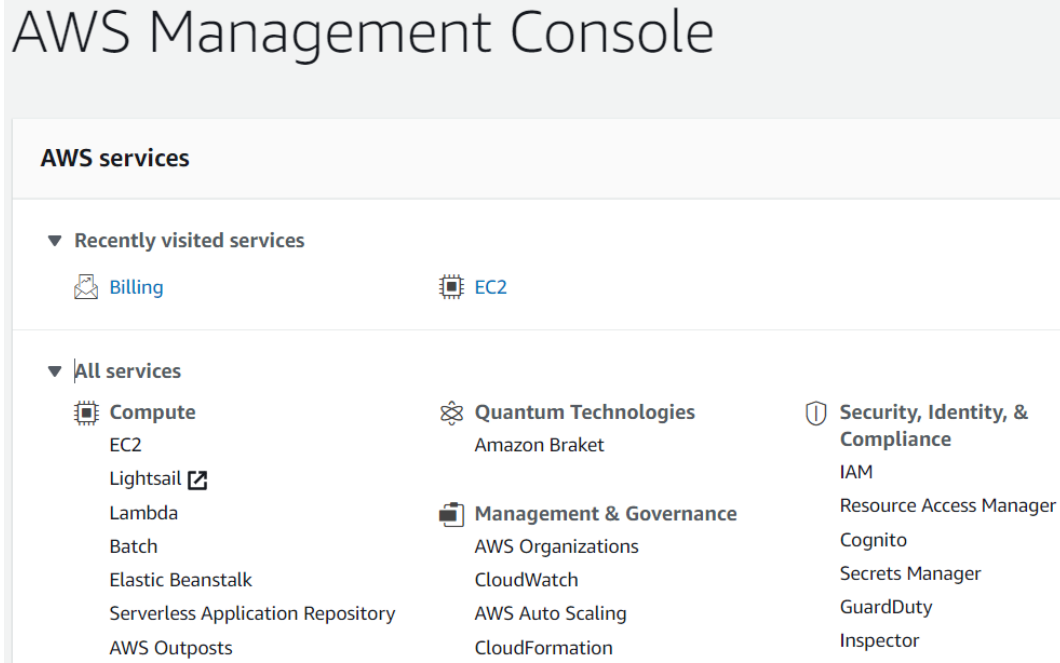 AWS Management Console
AWS services
Recently visited services
Billing
EC2
All services
Compute
EC2
Lightsail
Lambda
Batch
Elastic Beanstalk
Serverless Application Repository
AWS Outposts
Quantum Technologies
Amazon Braket
Management & Governance
AWS Organizations
CloudWatch
AWS Auto Scaling
CloudFormation
Security, Identity, &
Compliance
IAM
Resource Access Manager
Cognito
Secrets Manager
GuardDuty
Inspector